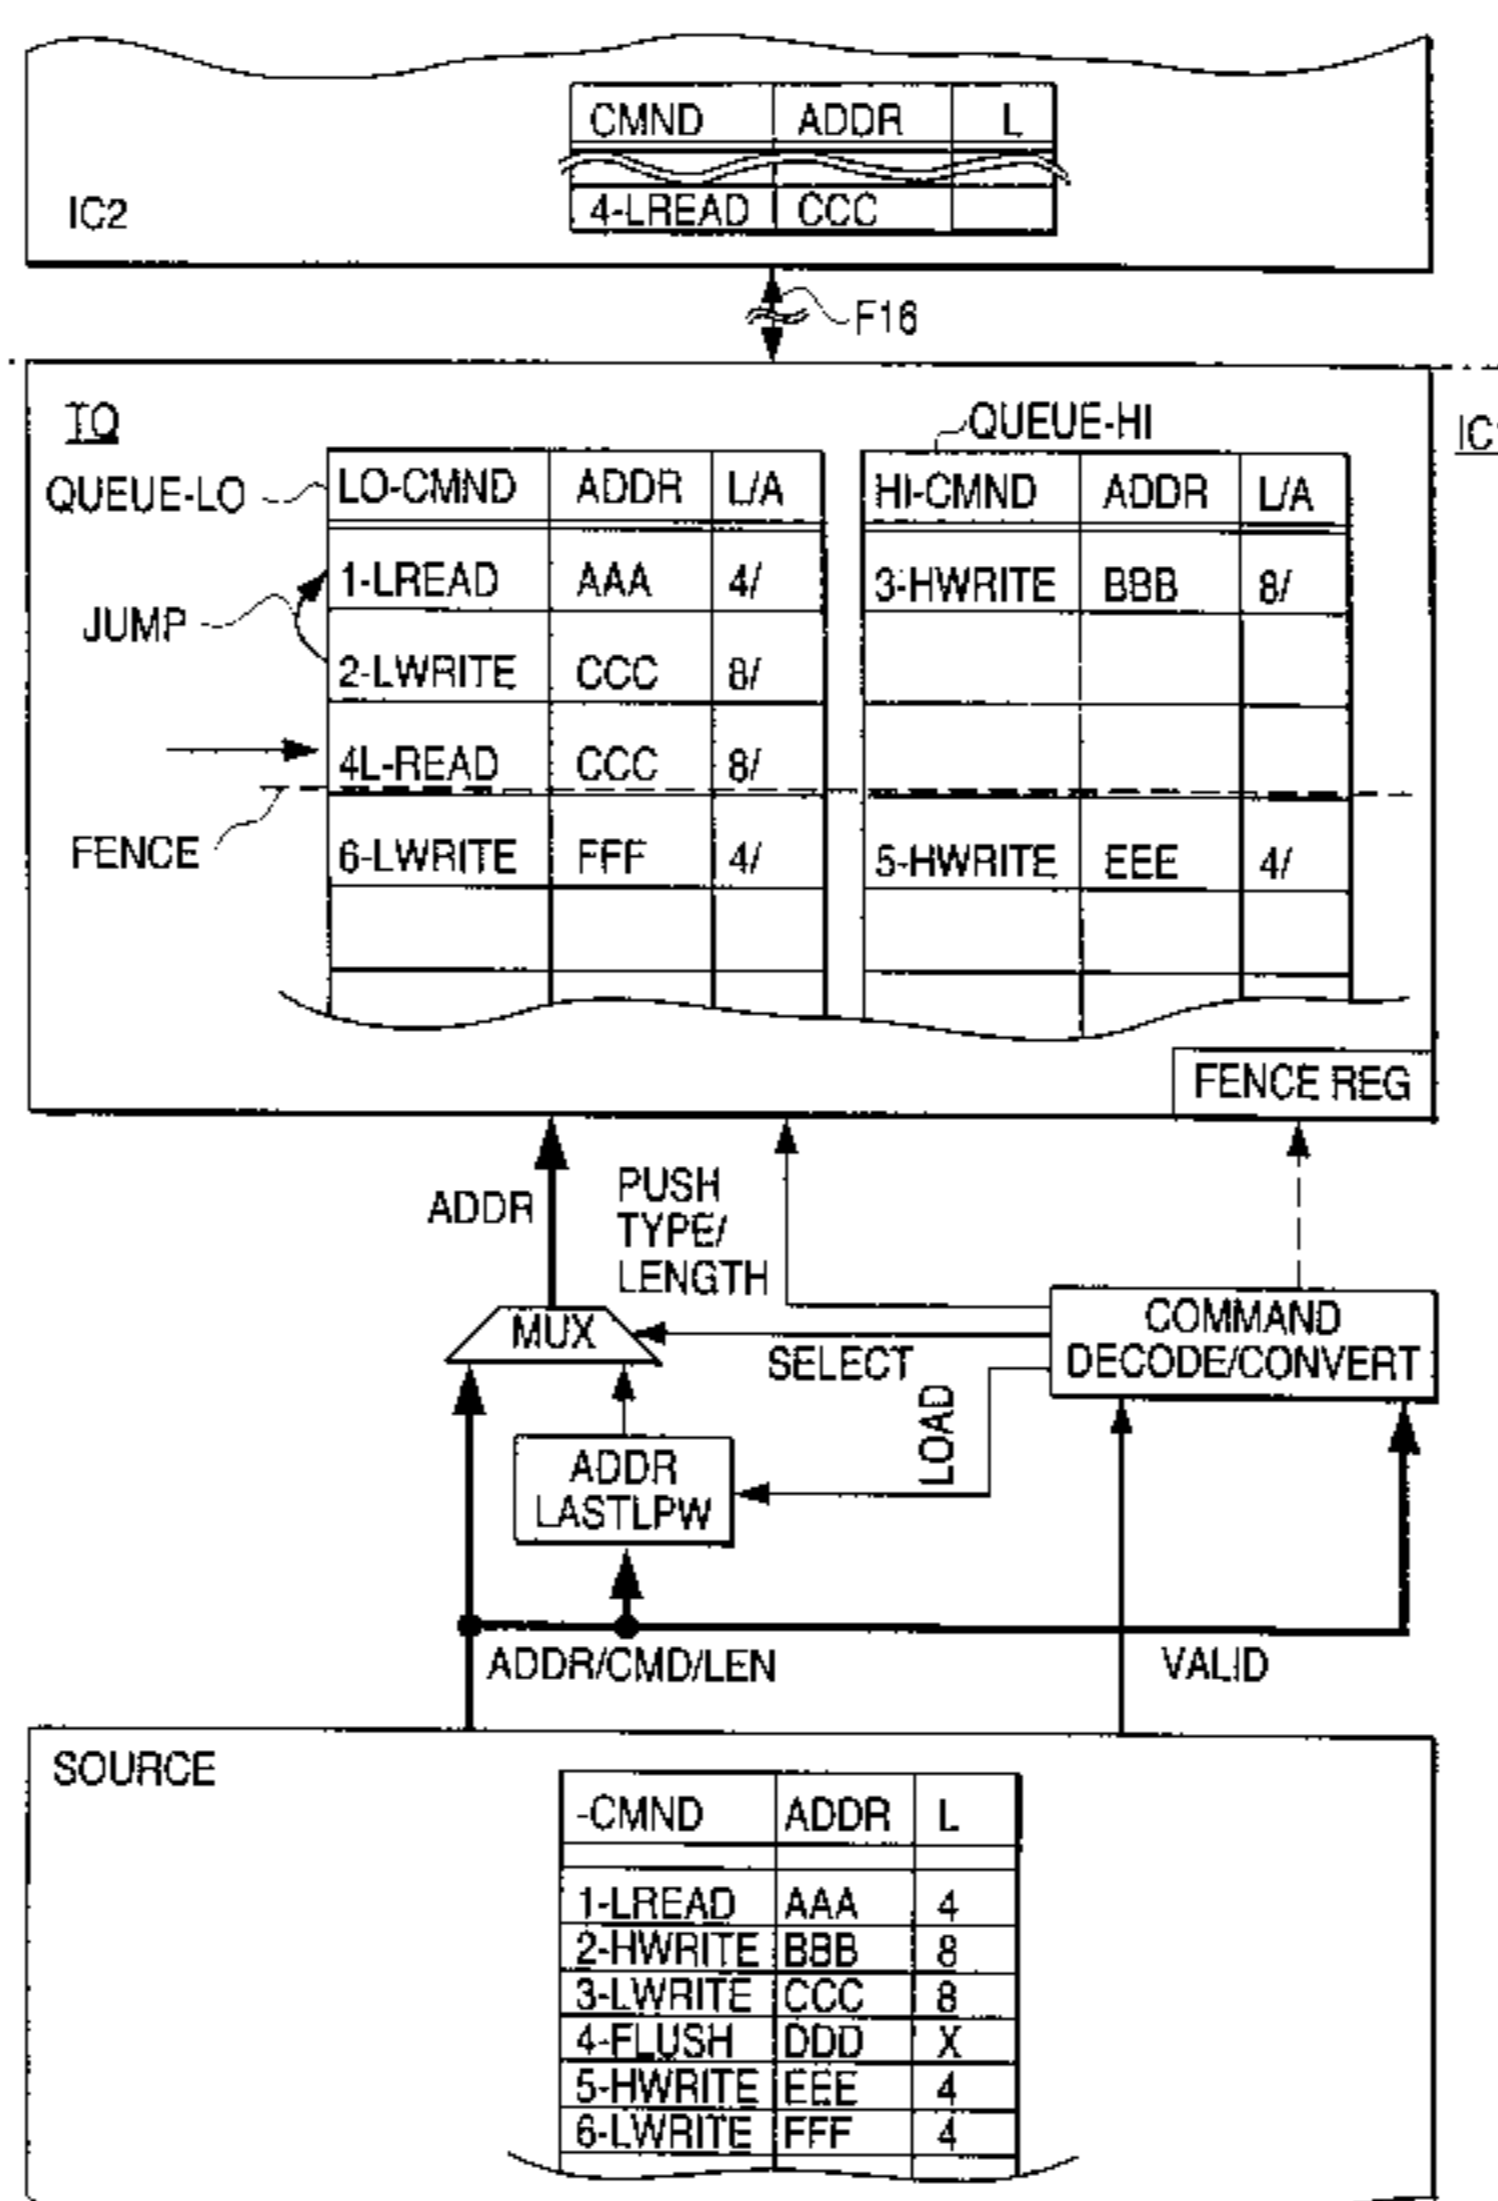 CMND ADDR L
IC2
4-LREAD CCC
F16
TQ
QUEUE-HI
QUEUE-LO
LO-CMND ADDR L/A
HI-CMND ADDR L/A
1-LREAD AAA 4/
3-HWRITE BBB 8/
JUMP
2-LWRITE CCC 8/
4L-READ CCC 8/
FENCE
6-LWRITE FFF 4/
5-HWRITE EEE 4/
FENCE REG
ADDR
PUSH
TYPE/
LENGTH
MUX
SELECT
COMMAND
DECODE/CONVERT
LOAD
ADDR
LASTLPW
ADDR/CMD/LEN
VALID
SOURCE
-CMND ADDR L
1-LREAD AAA 4
2-HWRITE BBB 8
3-LWRITE CCC 8
4-FLUSH DDD X
5-HWRITE EEE 4
6-LWRITE FFF 4